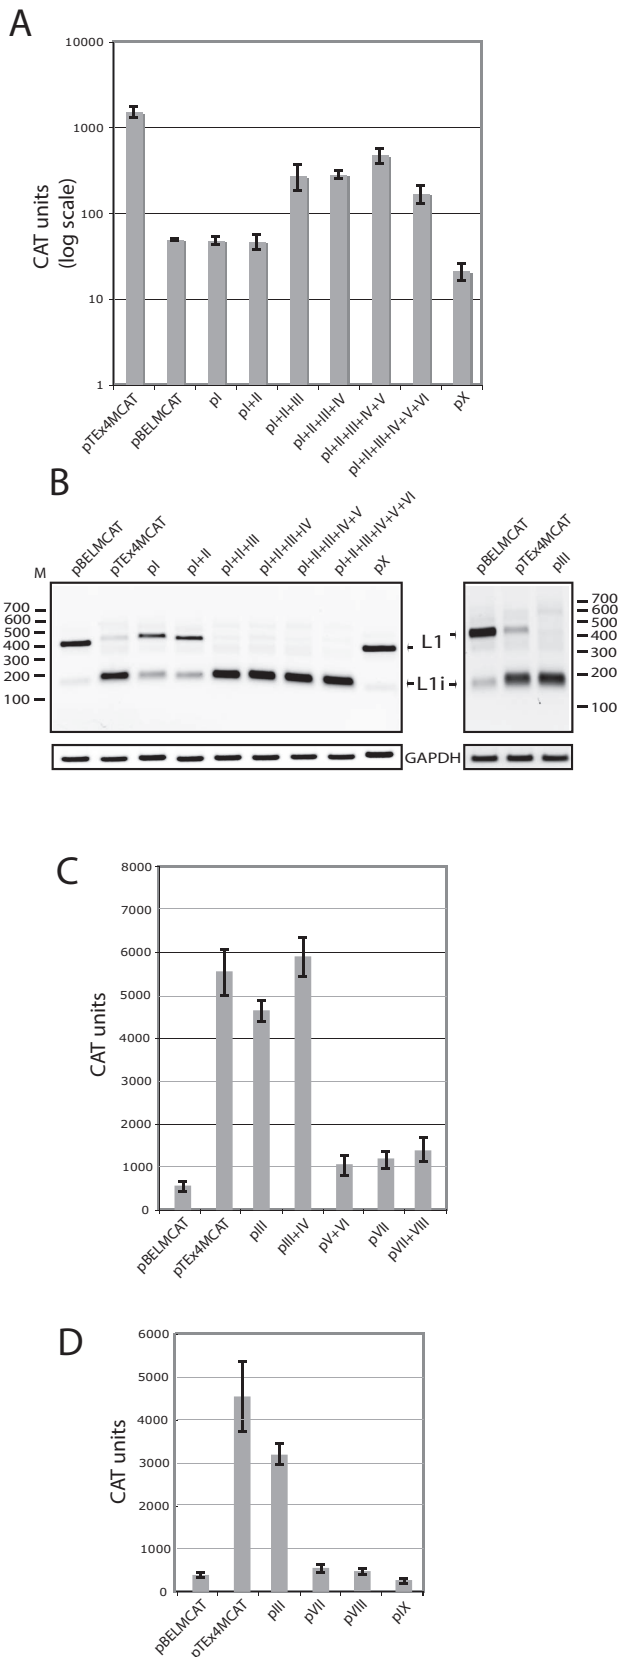 A
CAT units
(log scale)
10000
1000
100
10
1
pTEx4MCAT
pBELMCAT
pI
pI+II
pI+II+III
pI+II+III+IV
pI+II+III+IV+V
pI+II+III+IV+V+VI
pX
B
pBELMCAT
pTEx4MCAT
pI
pI+II
pI+II+III
pI+II+III+IV
pI+II+III+IV+V
pI+II+III+IV+V+VI
pX
pBELMCAT
pTEx4MCAT
pIII
M
700
600
500
400
300
200
100
L1
L1i
GAPDH
700
600
500
400
300
200
100
C
CAT units
8000
7000
6000
5000
4000
3000
2000
1000
0
pBELMCAT
pTEx4MCAT
pIII
pIII+IV
pV+VI
pVII
pVII+VIII
D
CAT units
6000
5000
4000
3000
2000
1000
0
pBELMCAT
pTEx4MCAT
pIII
pVII
pVIII
pIX